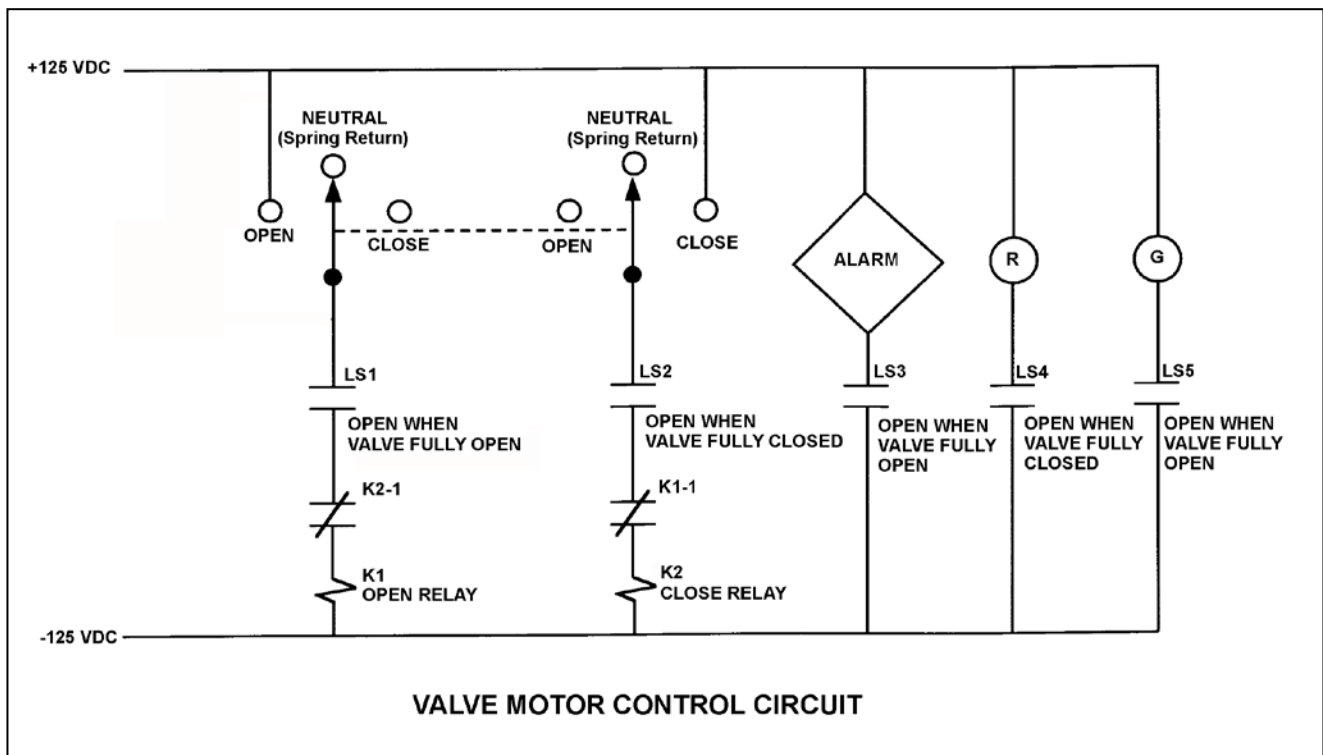 +125 VDC
NEUTRAL
(Spring Return)
NEUTRAL
(Spring Return)
OPEN
CLOSE
OPEN
CLOSE
ALARM
R
G
LS1
OPEN WHEN
VALVE FULLY OPEN
LS2
OPEN WHEN
VALVE FULLY CLOSED
LS3
OPEN WHEN
VALVE FULLY
OPEN
LS4
OPEN WHEN
VALVE FULLY
CLOSED
LS5
OPEN WHEN
VALVE FULLY
OPEN
K2-1
K1-1
K1
OPEN RELAY
K2
CLOSE RELAY
-125 VDC
VALVE MOTOR CONTROL CIRCUIT